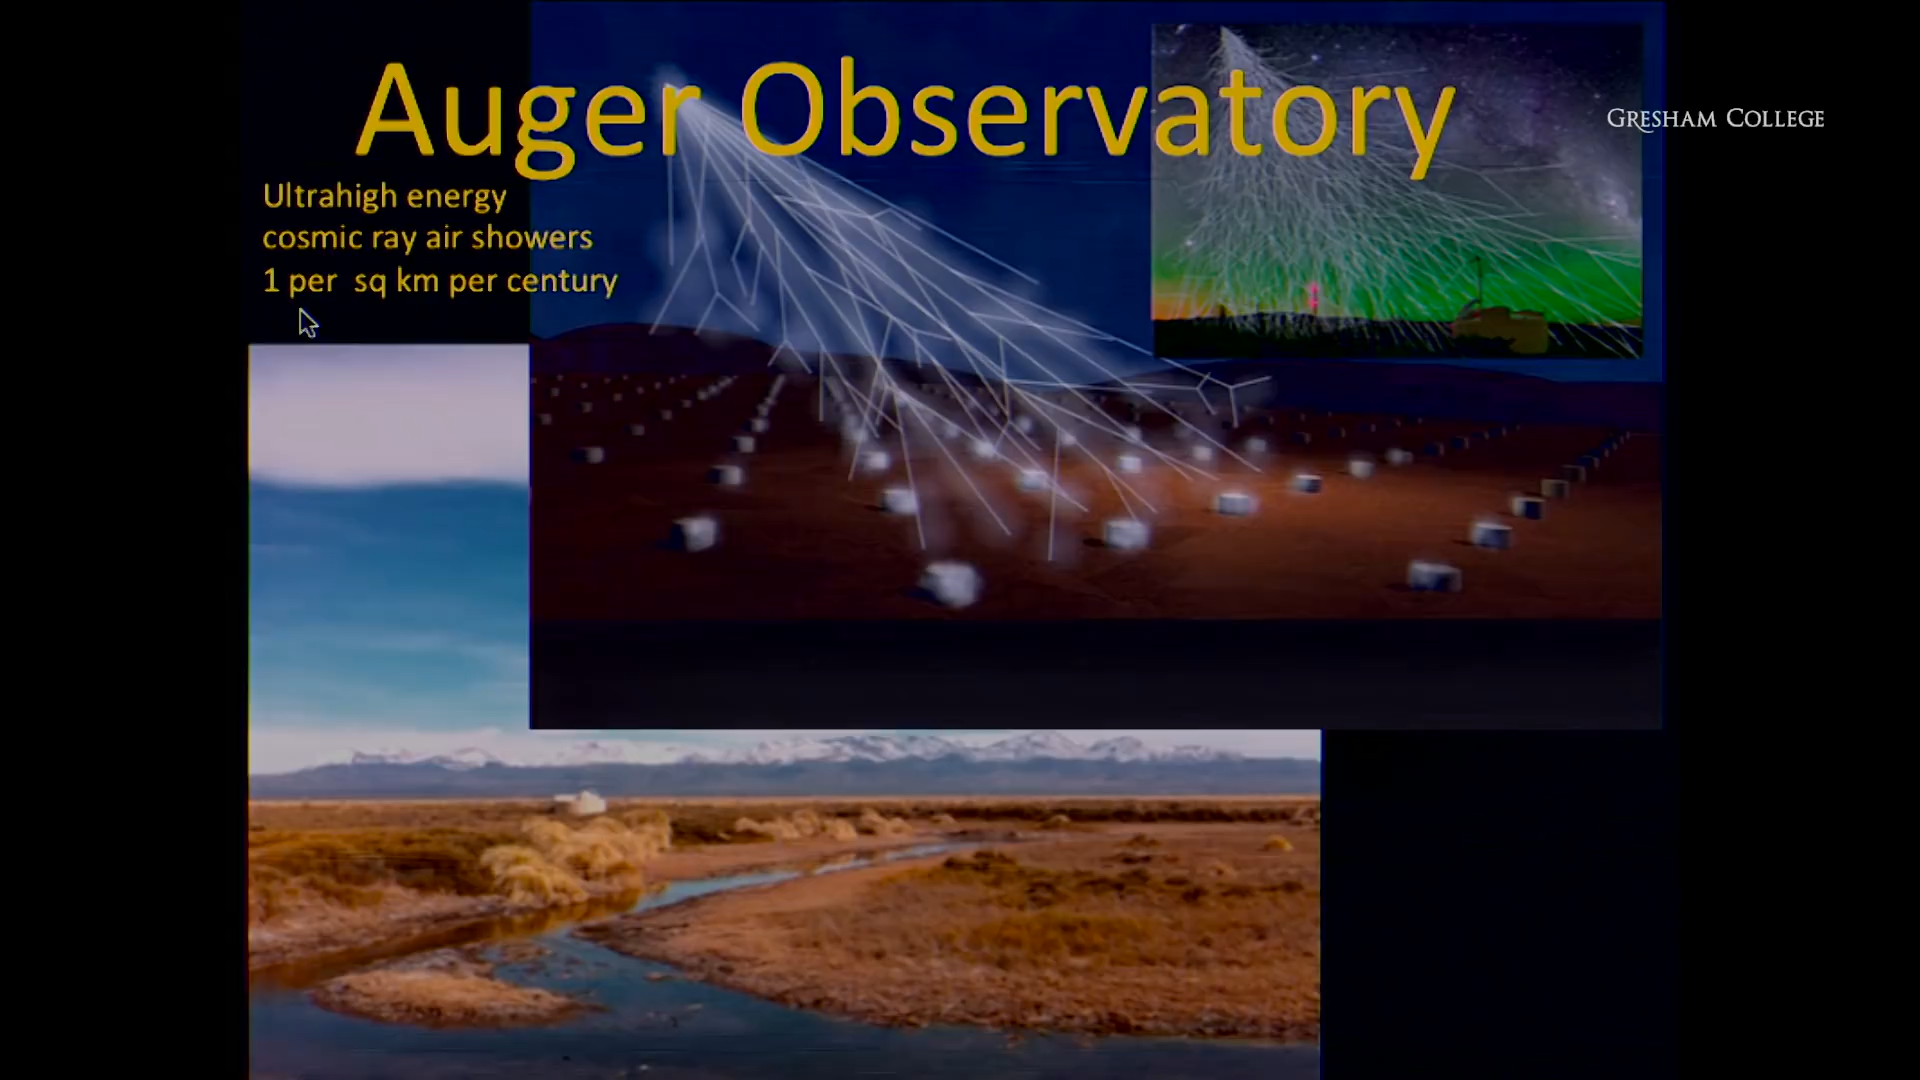 Auger Observatory
GRESHAM COLLEGE
Ultrahigh energy
cosmic ray air showers
1 per sq km per century